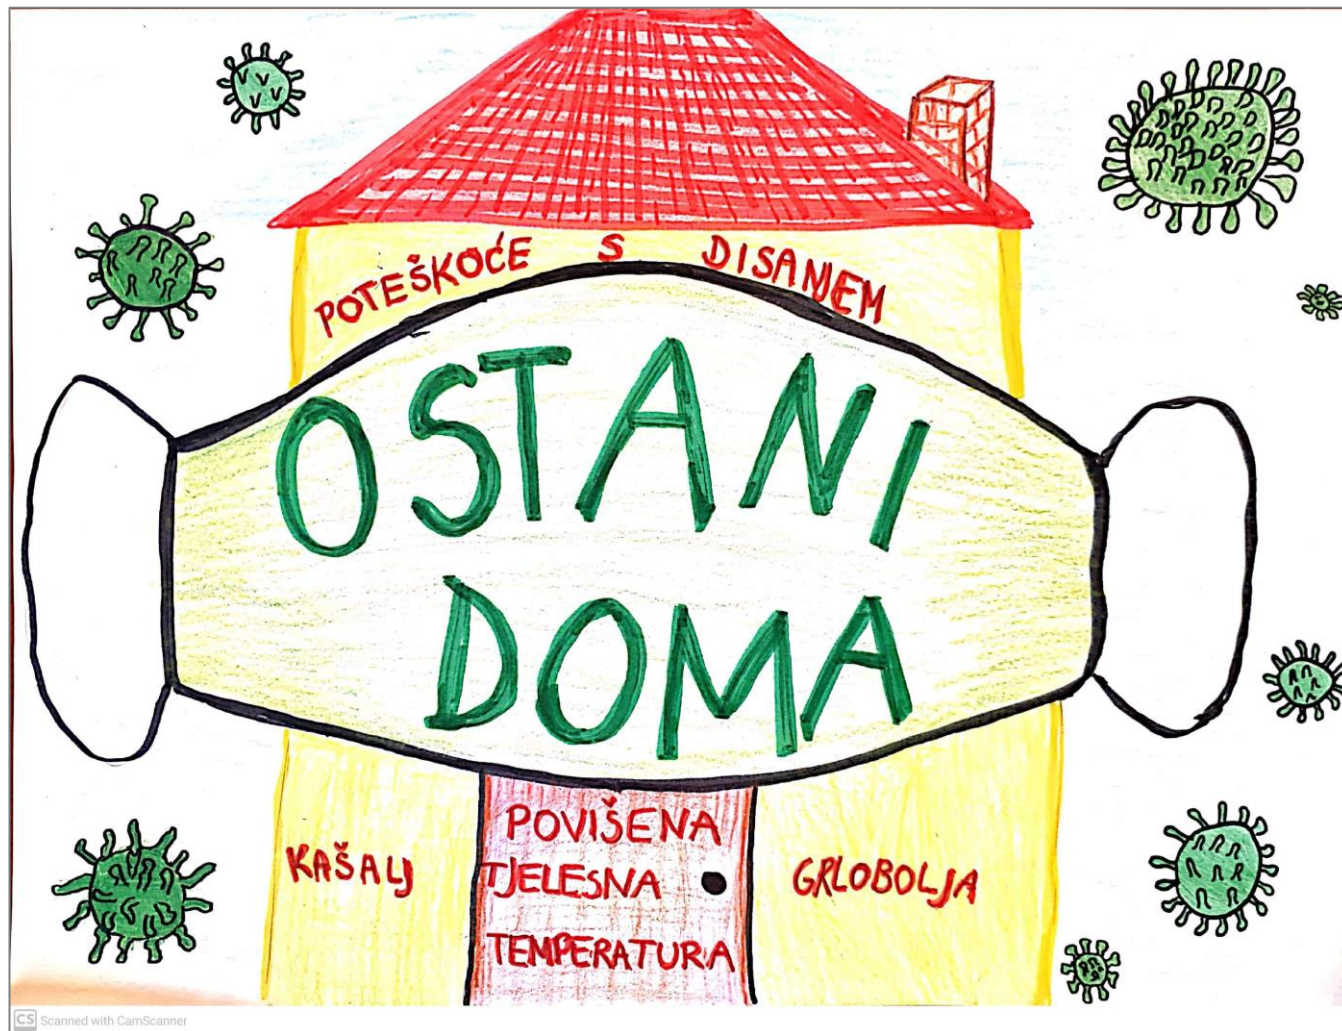 POTEŠKOĆE S DISANJEM
OSTANI
DOMA
KAŠALJ
POVIŠENA
TJELESNA
TEMPERATURA
GRLOBOLJA
CS Scanned with CamScanner